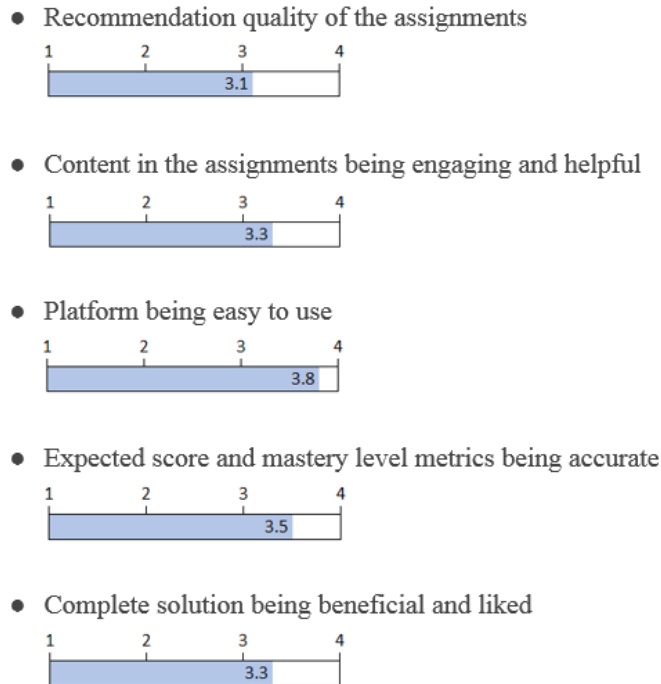 ● Recommendation quality of the assignments
1 2 3 4
3.1
● Content in the assignments being engaging and helpful
1 2 3 4
3.3
● Platform being easy to use
1 2 3 4
3.8
● Expected score and mastery level metrics being accurate
1 2 3 4
3.5
● Complete solution being beneficial and liked
1 2 3 4
3.3